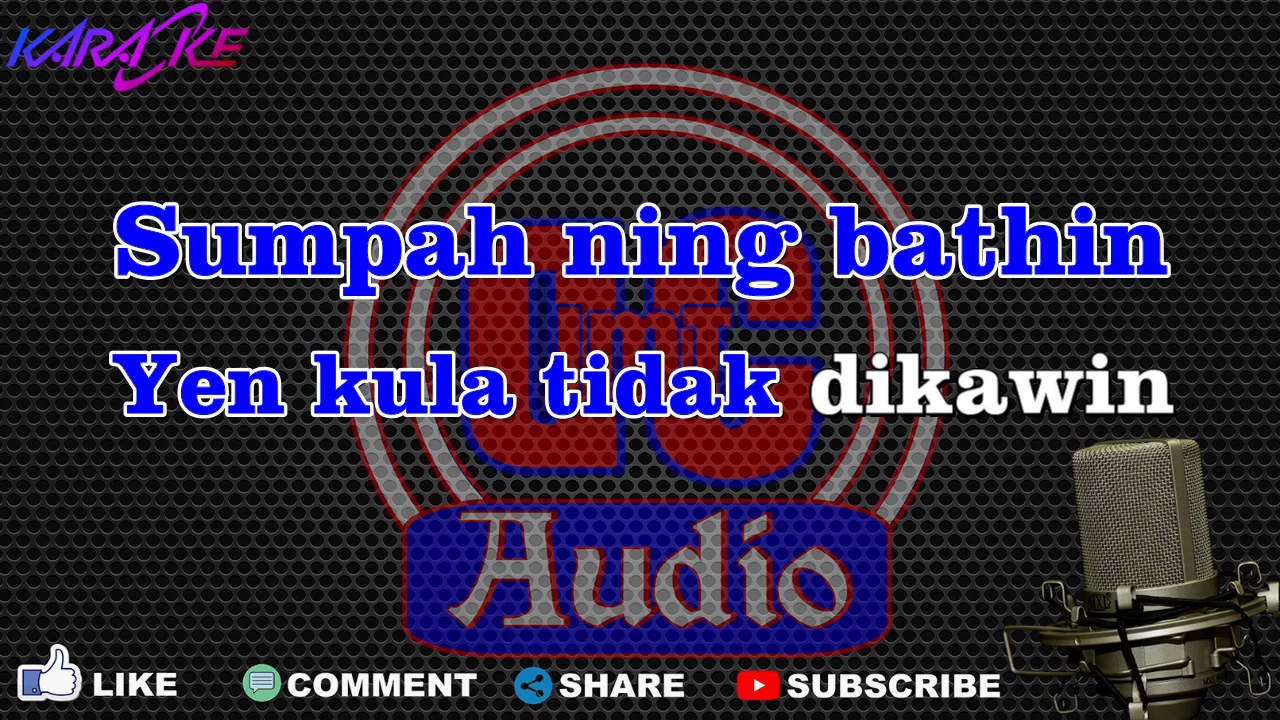 KARAOKE
Sumpah ning bathin
Yen kula tidak dikawin
Audio
LIKE
COMMENT
SHARE
SUBSCRIBE